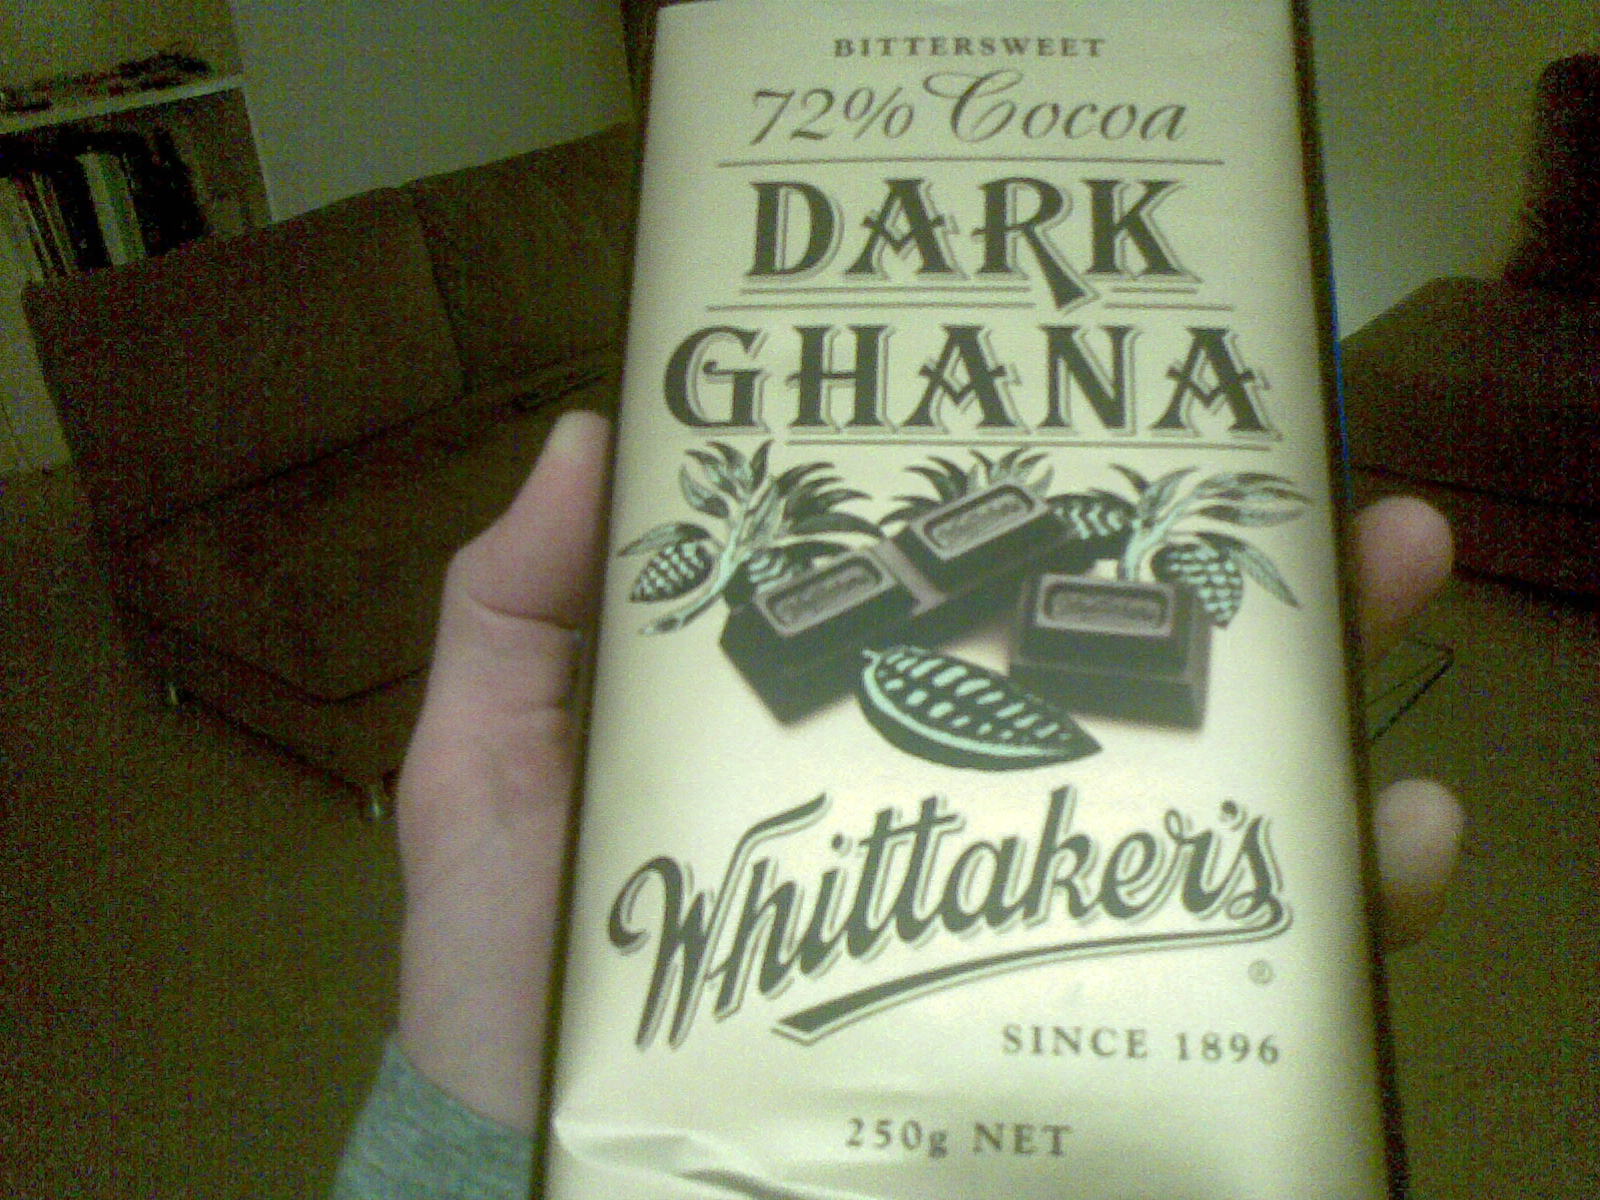 BITTERSWEET
72% Cocoa
DARK
GHANA
Whittaker's
®
SINCE 1896
250g NET